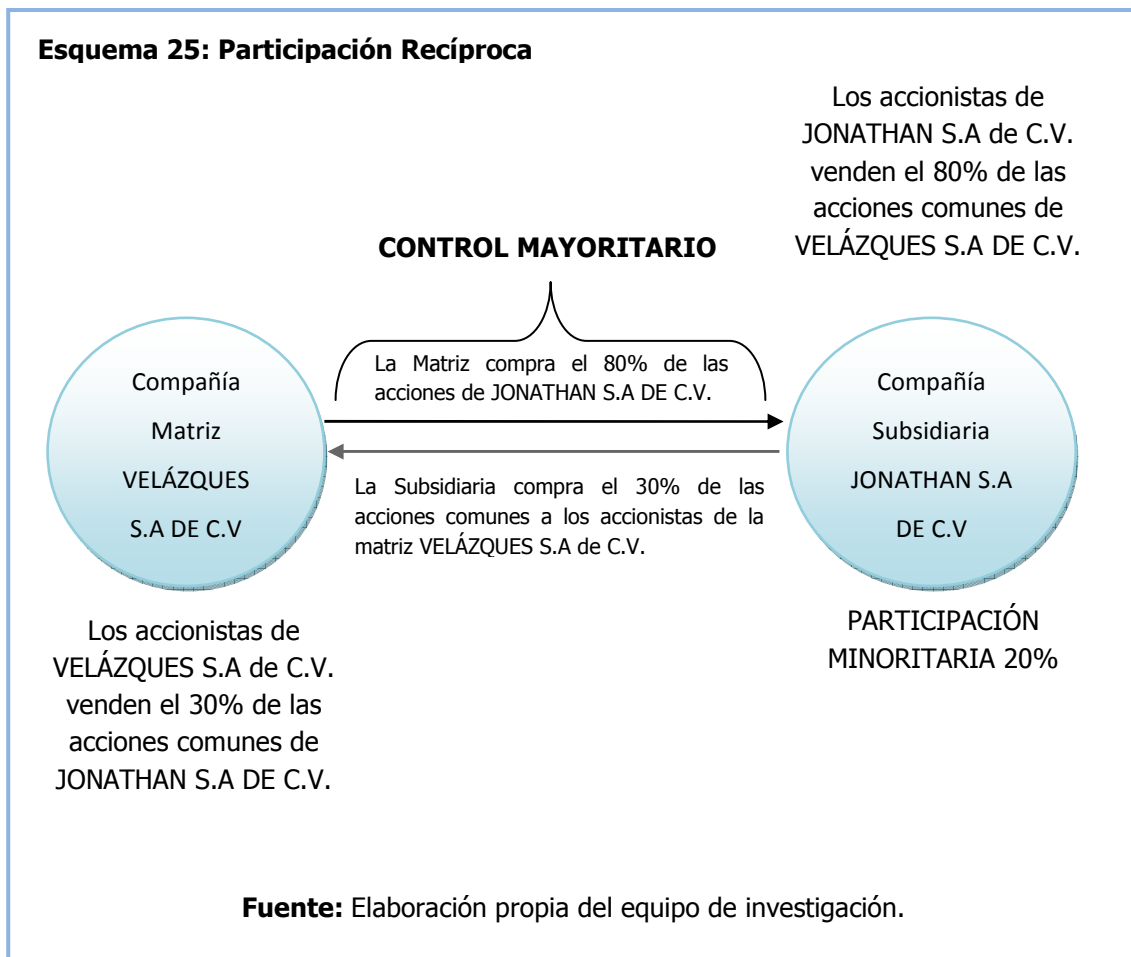 Esquema 25: Participación Recíproca
Los accionistas de
JONATHAN S.A de C.V.
venden el 80% de las
acciones comunes de
VELÁZQUES S.A DE C.V.
CONTROL MAYORITARIO
La Matriz compra el 80% de las
acciones de JONATHAN S.A DE C.V.
Compañía
Matriz
VELÁZQUES
S.A DE C.V
Compañía
Subsidiaria
JONATHAN S.A
DE C.V
La Subsidiaria compra el 30% de las
acciones comunes a los accionistas de la
matriz VELÁZQUES S.A de C.V.
Los accionistas de
VELÁZQUES S.A de C.V.
venden el 30% de las
acciones comunes de
JONATHAN S.A DE C.V.
PARTICIPACIÓN
MINORITARIA 20%
Fuente: Elaboración propia del equipo de investigación.